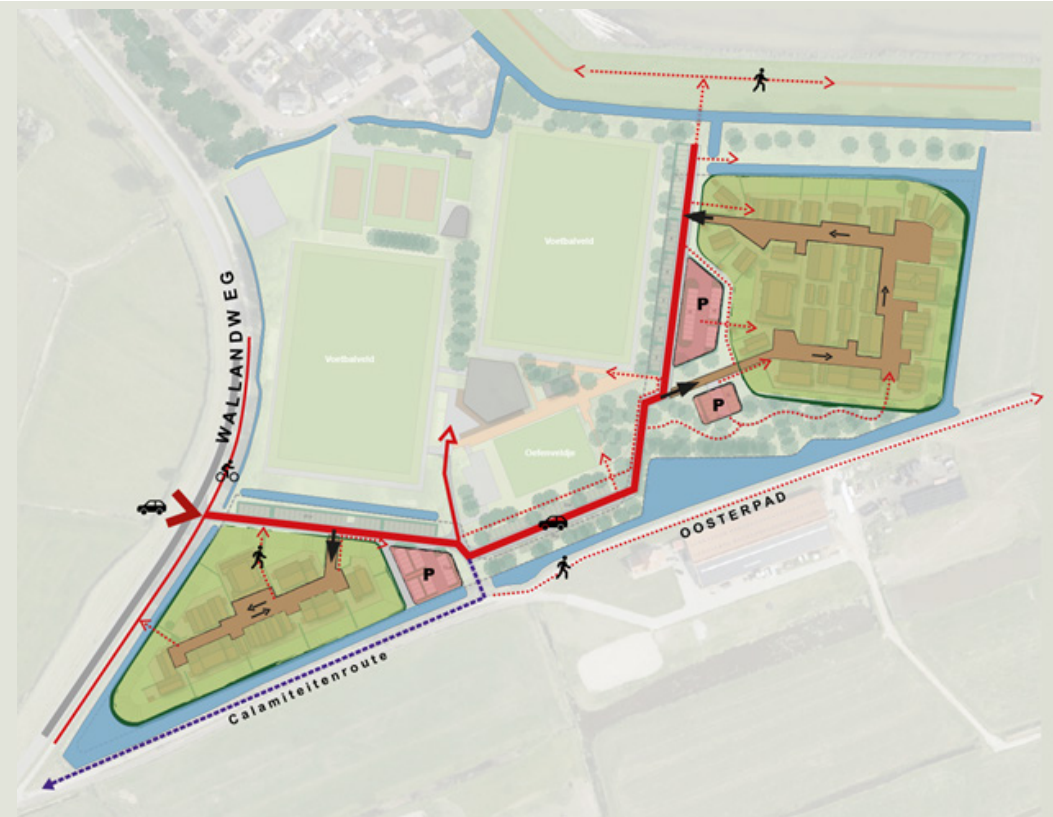 Voetbalveld
Voetbalveld
P
WALLANDWEG
P
Oefenveldje
OOSTERPAD
P
Calamiteitenroute